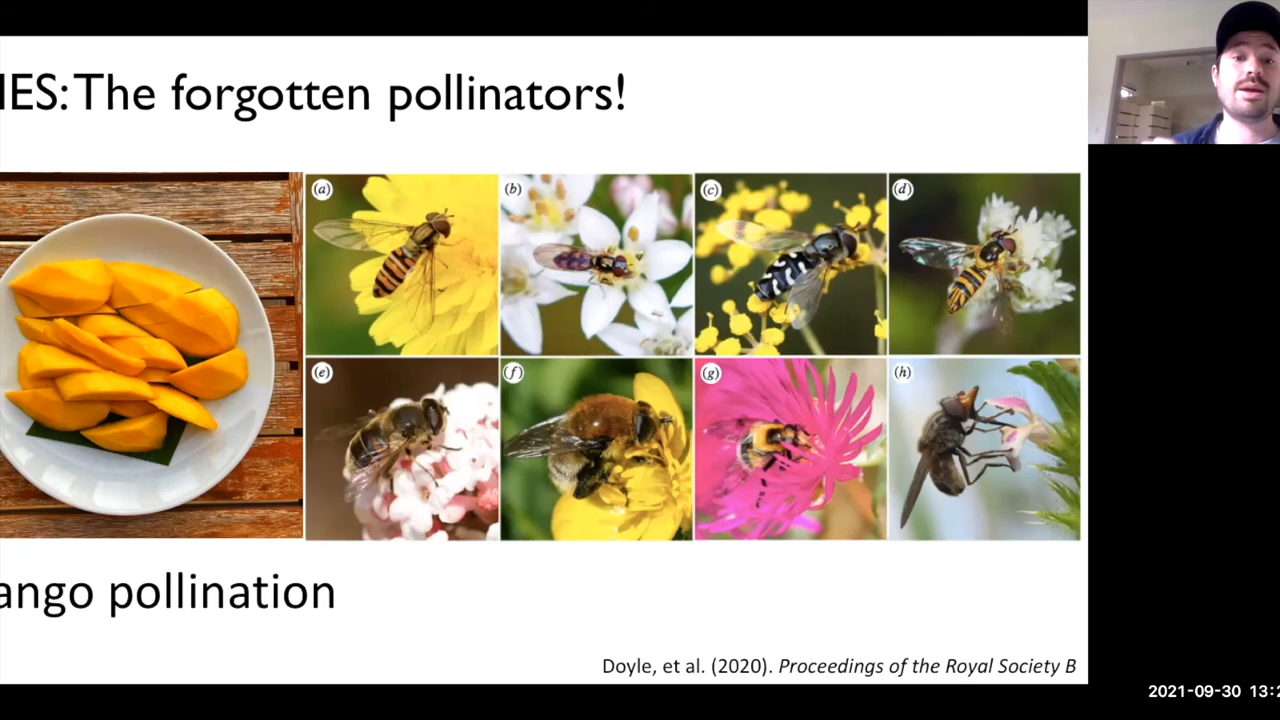 IES: The forgotten pollinators!
(a)
(b)
(c)
(d)
(e)
(f)
(g)
(h)
ango pollination
Doyle, et al. (2020). Proceedings of the Royal Society B
2021-09-30 13:2